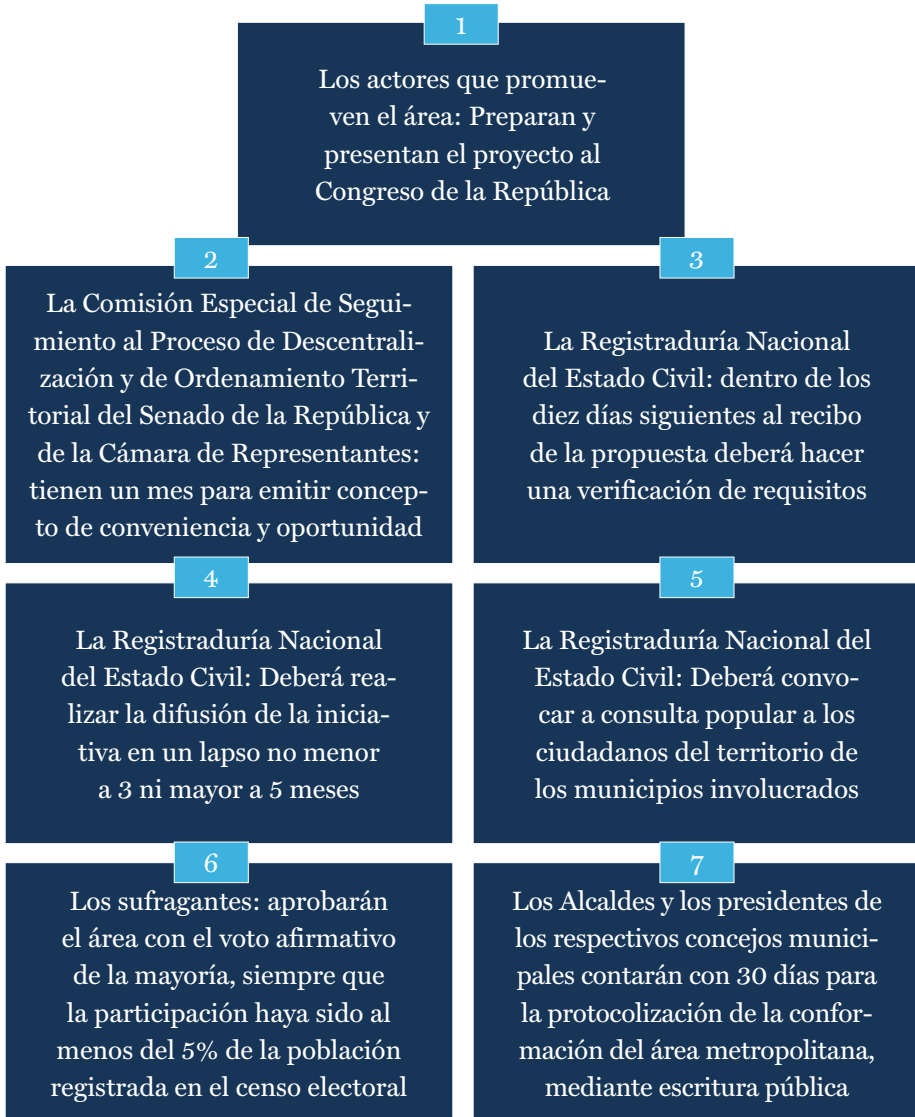 1
Los actores que promue-
ven el área: Preparan y
presentan el proyecto al
Congreso de la República
2
La Comisión Especial de Segui-
miento al Proceso de Descentrali-
zación y de Ordenamiento Terri-
torial del Senado de la República y
de la Cámara de Representantes:
tienen un mes para emitir concep-
to de conveniencia y oportunidad
3
La Registraduría Nacional
del Estado Civil: dentro de los
diez días siguientes al recibo
de la propuesta deberá hacer
una verificación de requisitos
4
La Registraduría Nacional
del Estado Civil: Deberá rea-
lizar la difusión de la inicia-
tiva en un lapso no menor
a 3 ni mayor a 5 meses
5
La Registraduría Nacional del
Estado Civil: Deberá convo-
car a consulta popular a los
ciudadanos del territorio de
los municipios involucrados
6
Los sufragantes: aprobarán
el área con el voto afirmativo
de la mayoría, siempre que
la participación haya sido al
menos del 5% de la población
registrada en el censo electoral
7
Los Alcaldes y los presidentes de
los respectivos concejos munici-
pales contarán con 30 días para
la protocolización de la confor-
mación del área metropolitana,
mediante escritura pública